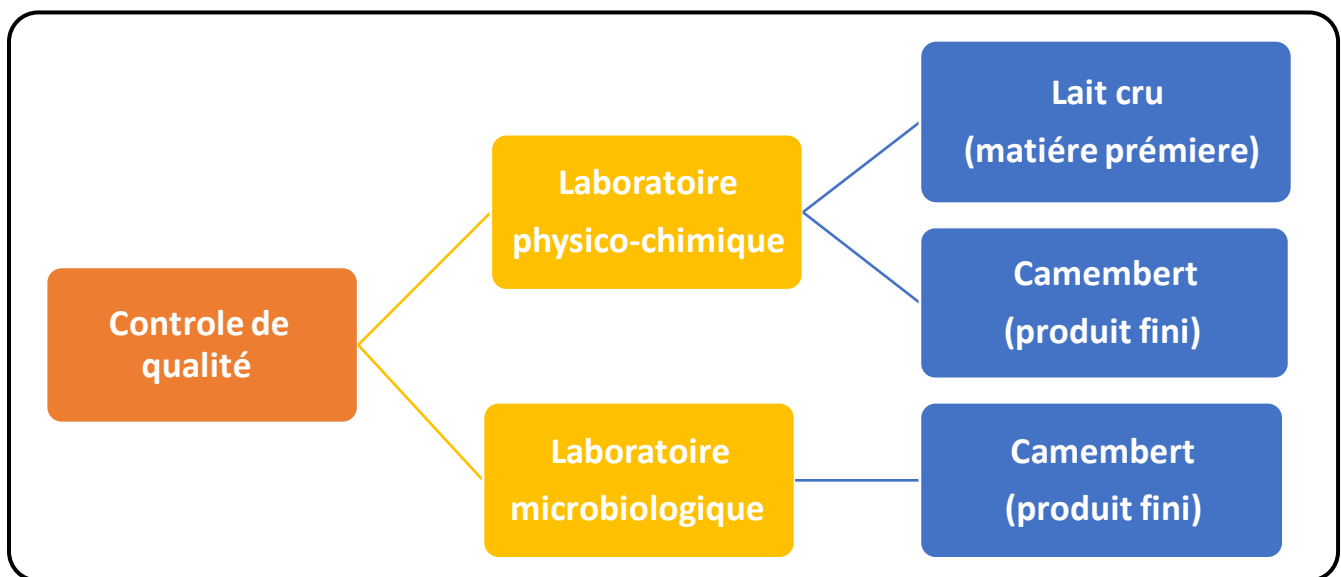 Controle de
qualité
Laboratoire
physico-chimique
Lait cru
(matiére prémiere)
Camembert
(produit fini)
Laboratoire
microbiologique
Camembert
(produit fini)